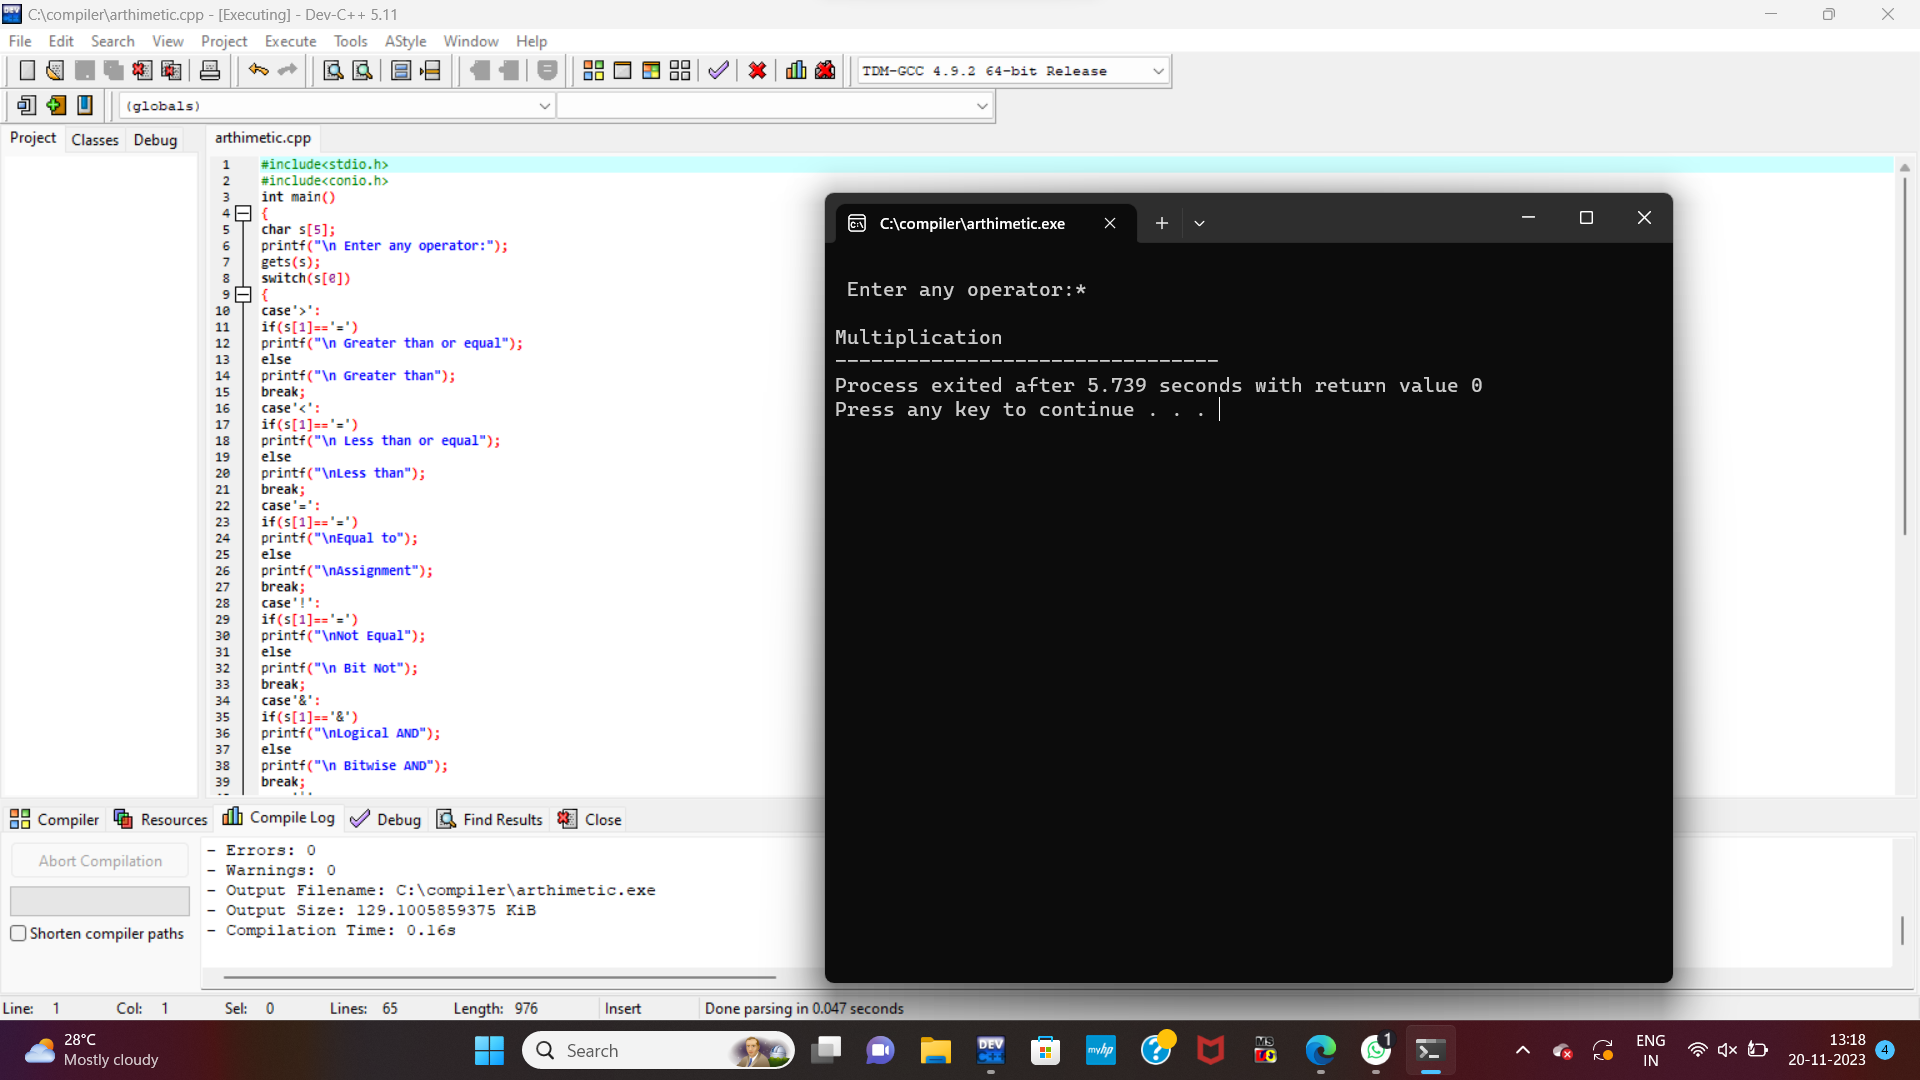 C:\compiler\arthimetic.cpp - [Executing] - Dev-C++ 5.11
File Edit Search View Project Execute Tools AStyle Window Help
TDM-GCC 4.9.2 64-bit Release
(globals)
Project Classes Debug
arthimetic.cpp
1 #include<stdio.h>
2 #include<conio.h>
3 int main()
4 {
5 char s[5];
6 printf("\n Enter any operator:");
7 gets(s);
8 switch(s[0])
9 {
10 case'>':
11 if(s[1]=='=')
12 printf("\n Greater than or equal");
13 else
14 printf("\n Greater than");
15 break;
16 case'<':
17 if(s[1]=='=')
18 printf("\n Less than or equal");
19 else
20 printf("\nLess than");
21 break;
22 case'=':
23 if(s[1]=='=')
24 printf("\nEqual to");
25 else
26 printf("\nAssignment");
27 break;
28 case'!':
29 if(s[1]=='=')
30 printf("\nNot Equal");
31 else
32 printf("\n Bit Not");
33 break;
34 case'&':
35 if(s[1]=='&')
36 printf("\nLogical AND");
37 else
38 printf("\n Bitwise AND");
39 break;
C:\compiler\arthimetic.exe
Enter any operator:*
Multiplication
--------------------------------
Process exited after 5.739 seconds with return value 0
Press any key to continue . . .
Compiler Resources Compile Log Debug Find Results Close
Abort Compilation
Shorten compiler paths
- Errors: 0
- Warnings: 0
- Output Filename: C:\compiler\arthimetic.exe
- Output Size: 129.1005859375 KiB
- Compilation Time: 0.16s
Line: 1 Col: 1 Sel: 0 Lines: 65 Length: 976 Insert Done parsing in 0.047 seconds
28°C
Mostly cloudy
Search
DEV
C++
myhp
MS
1
ENG
IN
13:18
20-11-2023
4